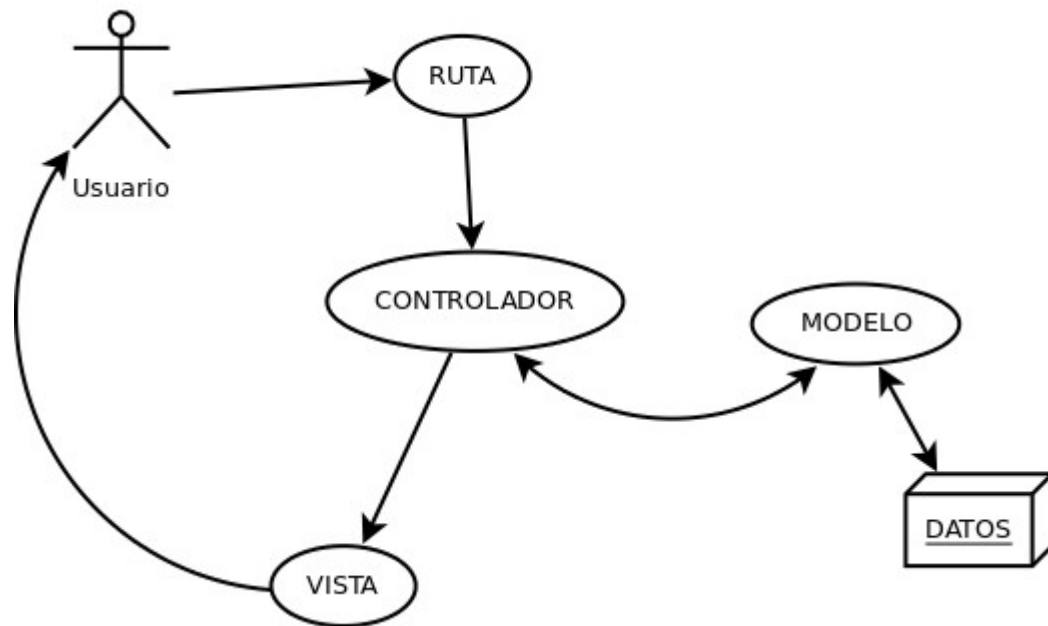 RUTA
Usuario
CONTROLADOR
MODELO
DATOS
VISTA